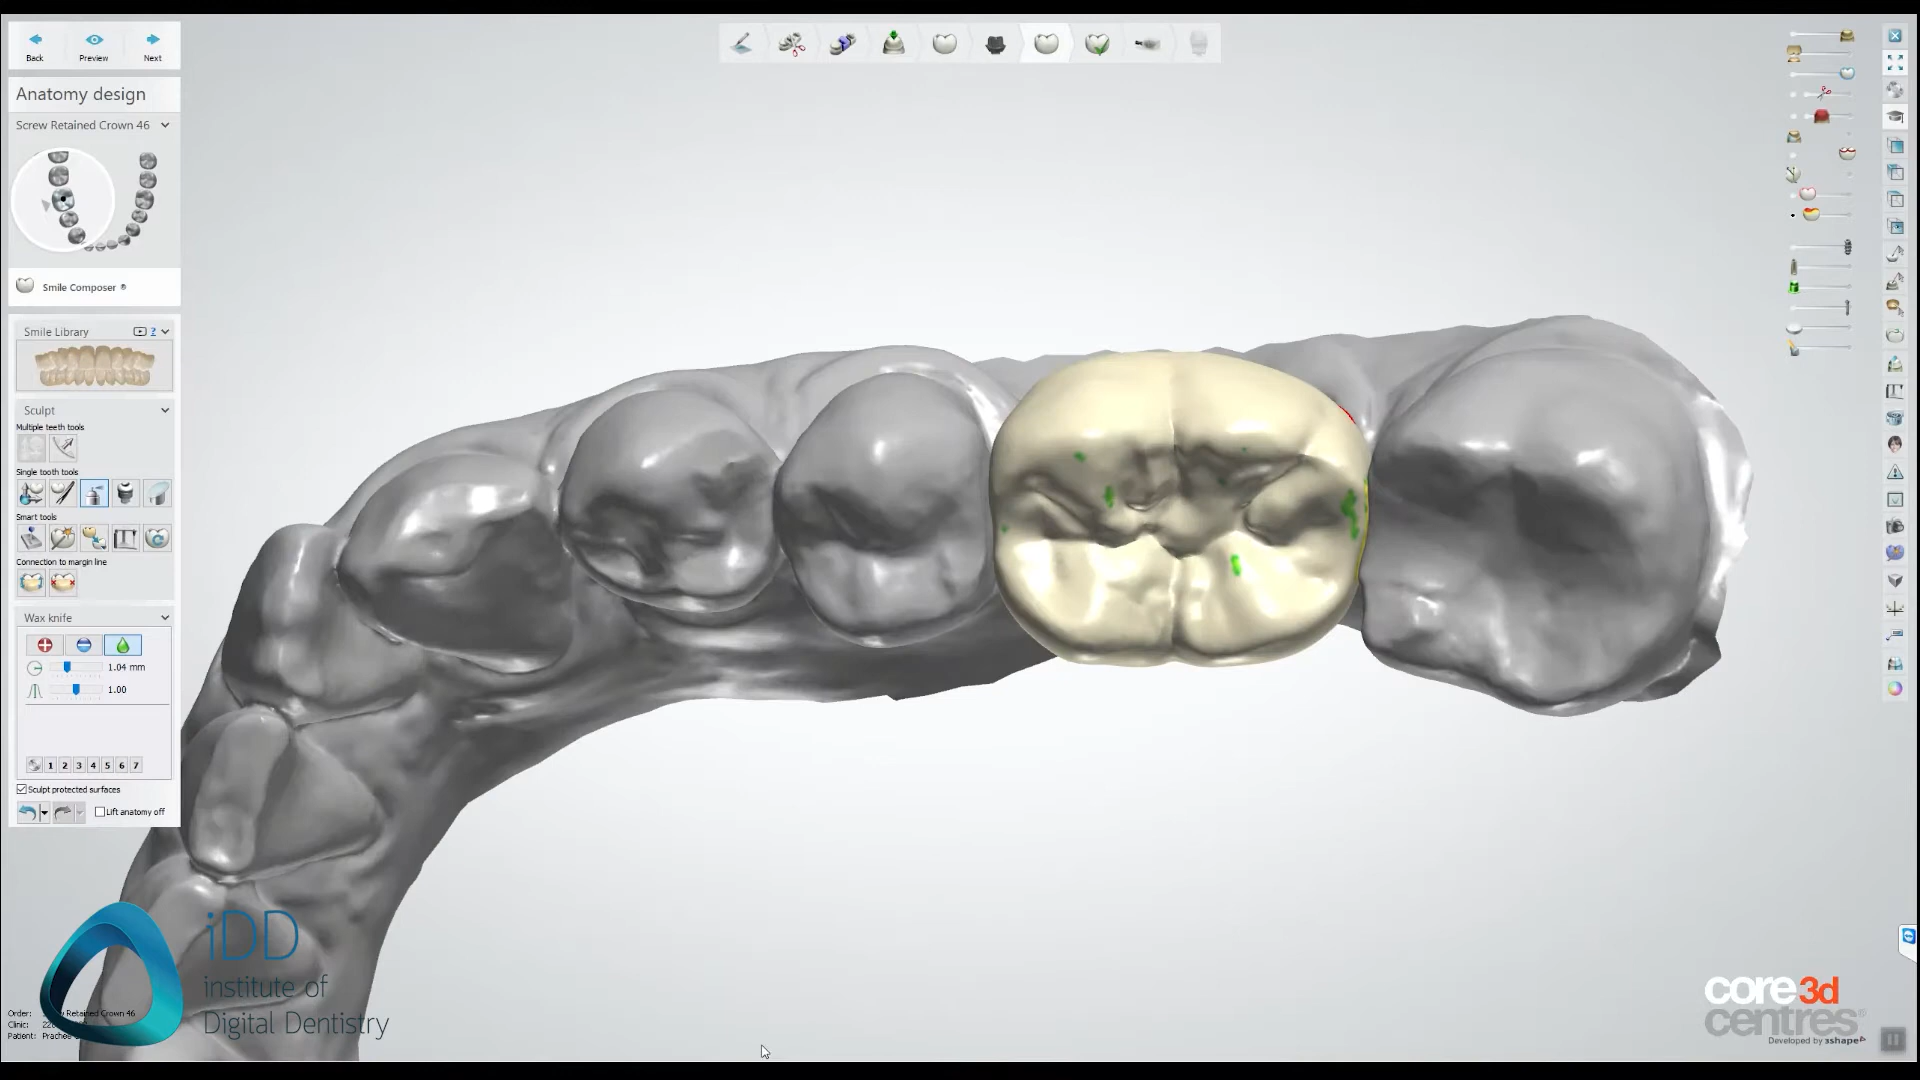 Back
Preview
Next
Anatomy design
Screw Retained Crown 46
Smile Composer ®
Smile Library
?
Sculpt
Multiple teeth tools
Single tooth tools
Smart tools
Connection to margin line
Wax knife
1.04 mm
1.00
1 2 3 4 5 6 7
Sculpt protected surfaces
Lift anatomy off
iDD
institute of
Digital Dentistry
Order:
Retained Crown 46
Clinic:
Patient:
core3d
centres®
Developed by 3shape